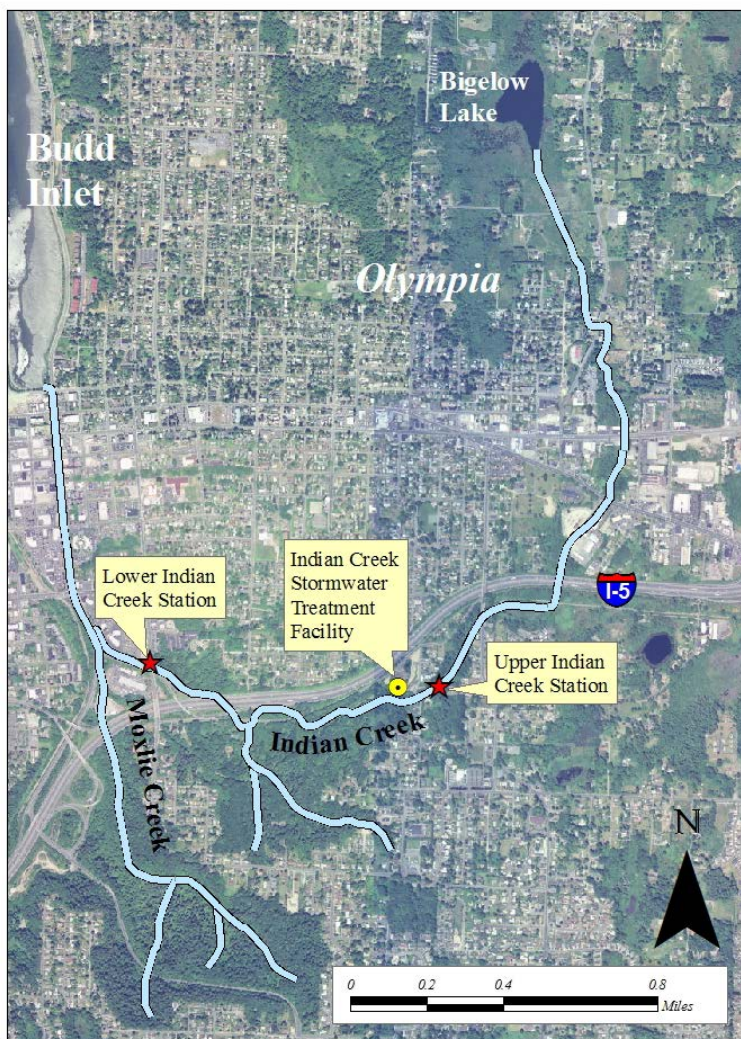 Bigelow
Lake
Budd
Inlet
Olympia
Lower Indian
Creek Station
Indian Creek
Stormwater
Treatment
Facility
I-5
Upper Indian
Creek Station
Moxlie Creek
Indian Creek
N
0 0.2 0.4 0.8
Miles